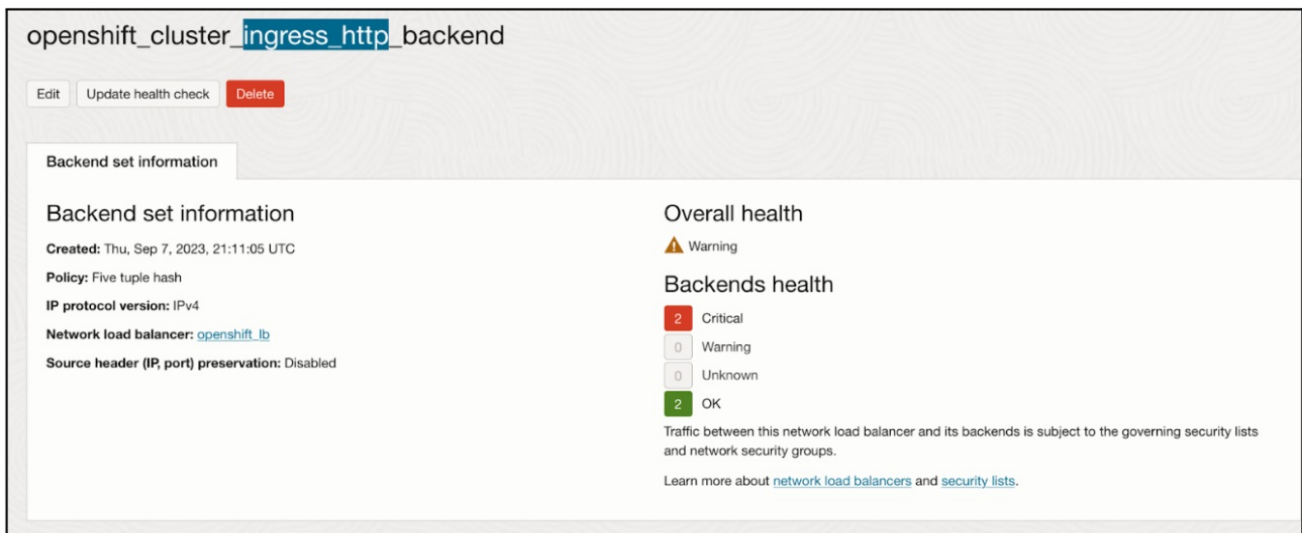 openshift_cluster_ingress_http_backend
Edit Update health check Delete
Backend set information
Backend set information
Created: Thu, Sep 7, 2023, 21:11:05 UTC
Policy: Five tuple hash
IP protocol version: IPv4
Network load balancer: openshift_lb
Source header (IP, port) preservation: Disabled
Overall health
Warning
Backends health
2 Critical
0 Warning
0 Unknown
2 OK
Traffic between this network load balancer and its backends is subject to the governing security lists
and network security groups.
Learn more about network load balancers and security lists.